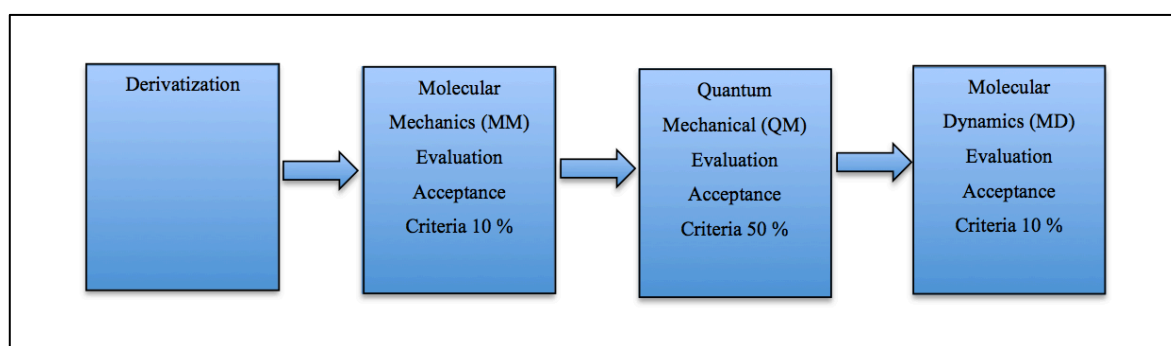 Derivatization
Molecular
Mechanics (MM)
Evaluation
Acceptance
Criteria 10 %
Quantum
Mechanical (QM)
Evaluation
Acceptance
Criteria 50 %
Molecular
Dynamics (MD)
Evaluation
Acceptance
Criteria 10 %